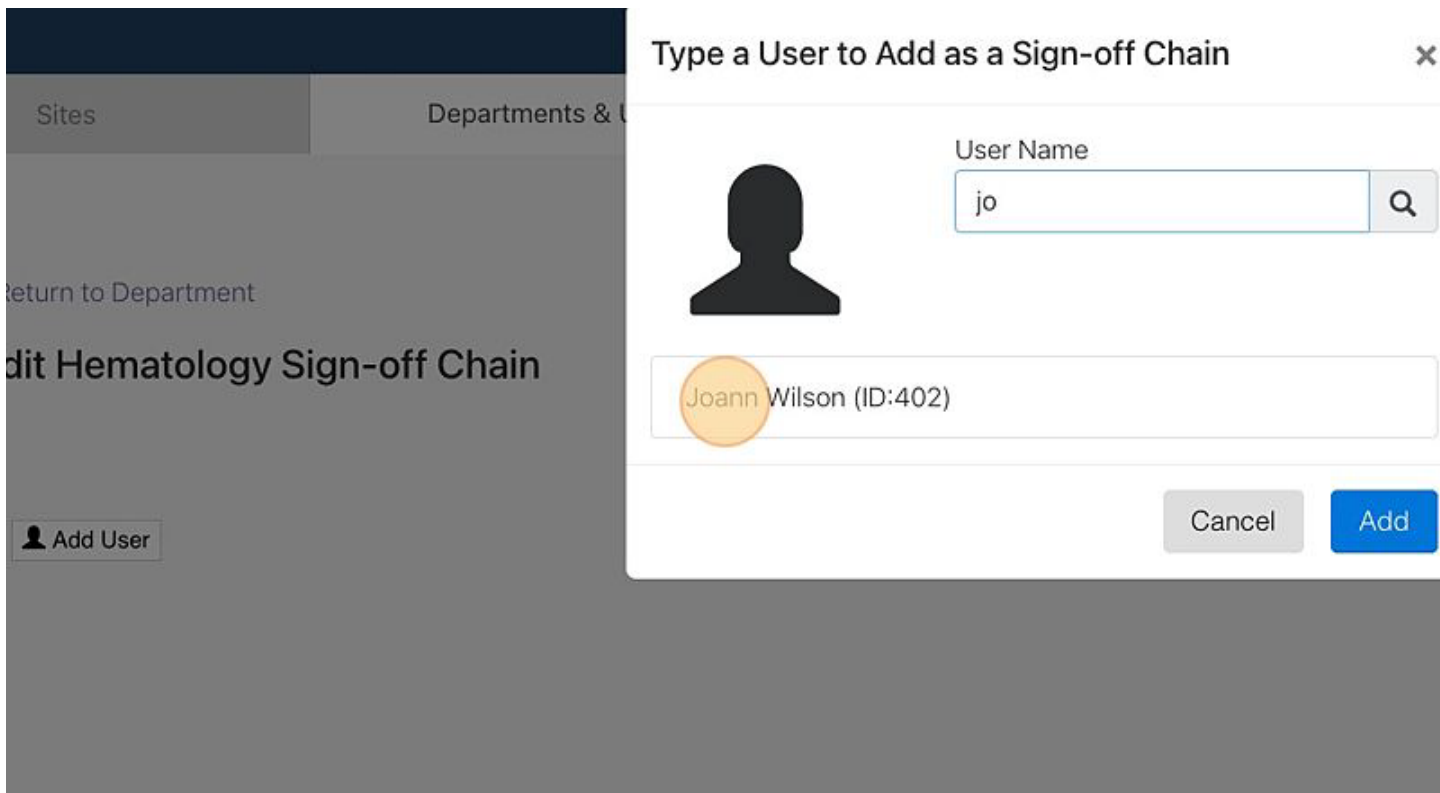 Type a User to Add as a Sign-off Chain ×
Sites
Departments &
User Name
jo
Return to Department
dit Hematology Sign-off Chain
Joann Wilson (ID:402)
Add User
Cancel
Add